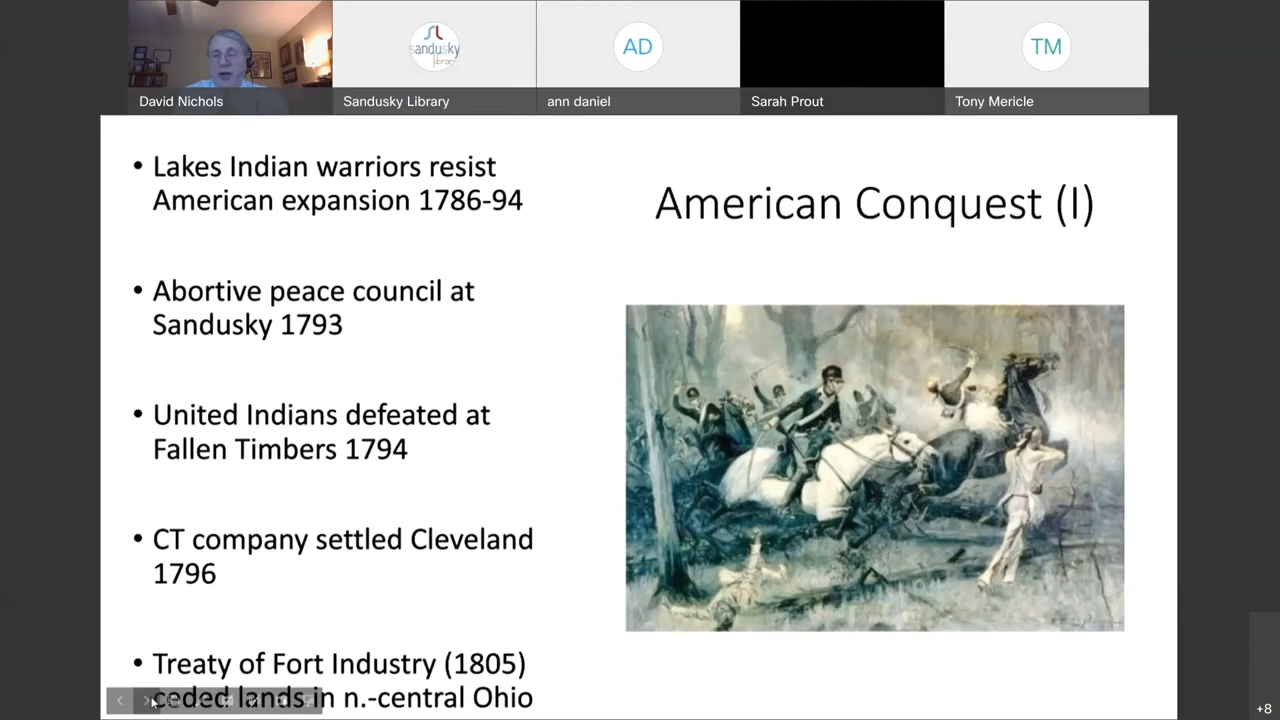 sandusky
library
AD
TM
David Nichols
Sandusky Library
ann daniel
Sarah Prout
Tony Mericle
• Lakes Indian warriors resist
American expansion 1786-94
• Abortive peace council at
Sandusky 1793
• United Indians defeated at
Fallen Timbers 1794
• CT company settled Cleveland
1796
• Treaty of Fort Industry (1805)
ceded lands in n.-central Ohio
American Conquest (I)
+8